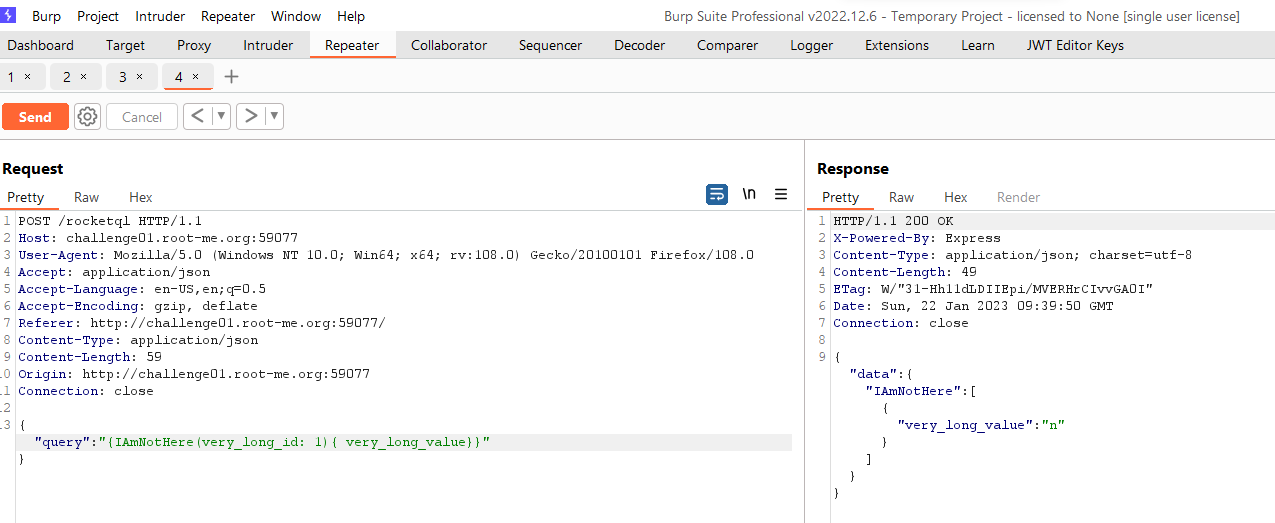 Burp Project Intruder Repeater Window Help Burp Suite Professional v2022.12.6 - Temporary Project - licensed to None [single user license]
Dashboard Target Proxy Intruder Repeater Collaborator Sequencer Decoder Comparer Logger Extensions Learn JWT Editor Keys
1 × 2 × 3 × 4 × +
Send Cancel < ▼ > ▼
Request
Pretty Raw Hex \n
1 POST /rocketql HTTP/1.1
2 Host: challenge01.root-me.org:59077
3 User-Agent: Mozilla/5.0 (Windows NT 10.0; Win64; x64; rv:108.0) Gecko/20100101 Firefox/108.0
4 Accept: application/json
5 Accept-Language: en-US,en;q=0.5
6 Accept-Encoding: gzip, deflate
7 Referer: http://challenge01.root-me.org:59077/
8 Content-Type: application/json
9 Content-Length: 59
10 Origin: http://challenge01.root-me.org:59077
11 Connection: close
12
13 {
"query":"{IAmNotHere(very_long_id: 1){ very_long_value}}"
}
Response
Pretty Raw Hex Render
1 HTTP/1.1 200 OK
2 X-Powered-By: Express
3 Content-Type: application/json; charset=utf-8
4 Content-Length: 49
5 ETag: W/"31-Hh11dLDIIEpi/MVERHrCIvvGA0I"
6 Date: Sun, 22 Jan 2023 09:39:50 GMT
7 Connection: close
8
9 {
"data":{
"IAmNotHere":[
{
"very_long_value":"n"
}
]
}
}